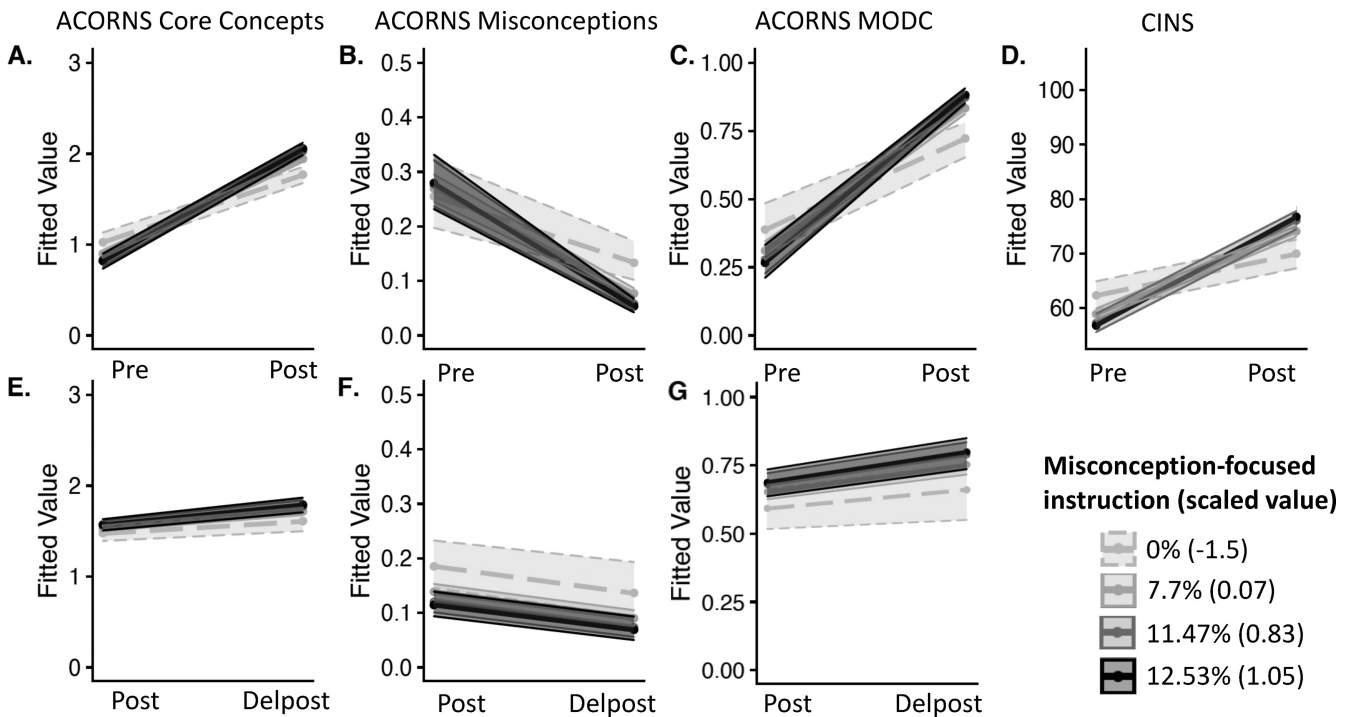 ACORNS Core Concepts
ACORNS Misconceptions
ACORNS MODC
CINS
A.
3
2
1
0
Fitted Value
Pre
Post
B.
0.5
0.4
0.3
0.2
0.1
0.0
Fitted Value
Pre
Post
C.
1.00
0.75
0.50
0.25
0.00
Fitted Value
Pre
Post
D.
100
90
80
70
60
Fitted Value
Pre
Post
E.
3
2
1
0
Fitted Value
Post
Delpost
F.
0.5
0.4
0.3
0.2
0.1
0.0
Fitted Value
Post
Delpost
G
1.00
0.75
0.50
0.25
0.00
Fitted Value
Post
Delpost
Misconception-focused
instruction (scaled value)
0% (-1.5)
7.7% (0.07)
11.47% (0.83)
12.53% (1.05)